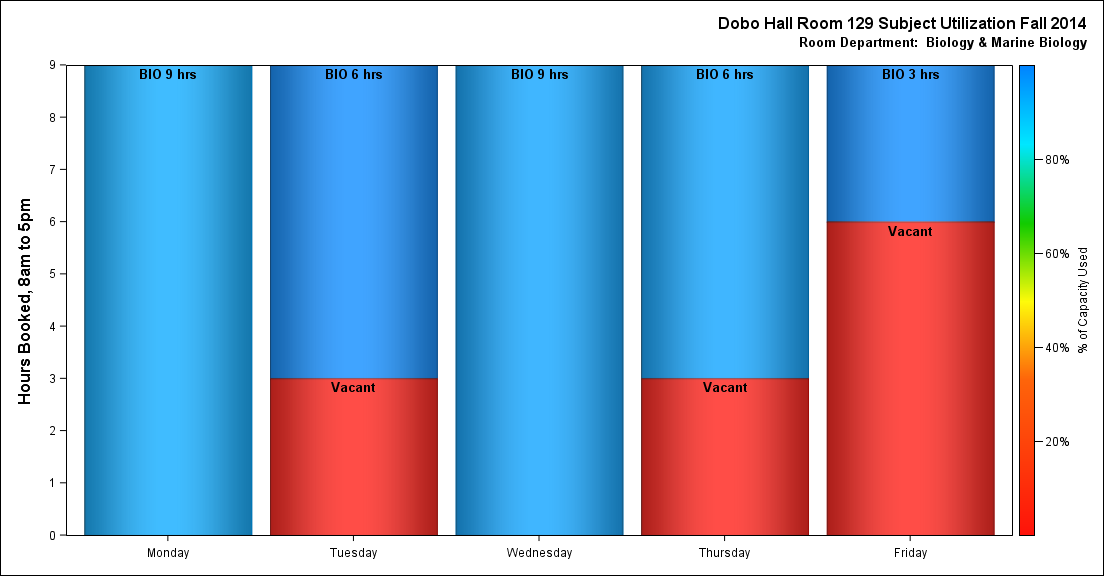 Dobo Hall Room 129 Subject Utilization Fall 2014
Room Department:  Biology & Marine Biology
Hours Booked, 8am to 5pm
9
8
7
6
5
4
3
2
1
0
BIO 9 hrs
BIO 6 hrs
BIO 9 hrs
BIO 6 hrs
BIO 3 hrs
Vacant
Vacant
Vacant
Monday
Tuesday
Wednesday
Thursday
Friday
80%
60%
40%
20%
% of Capacity Used